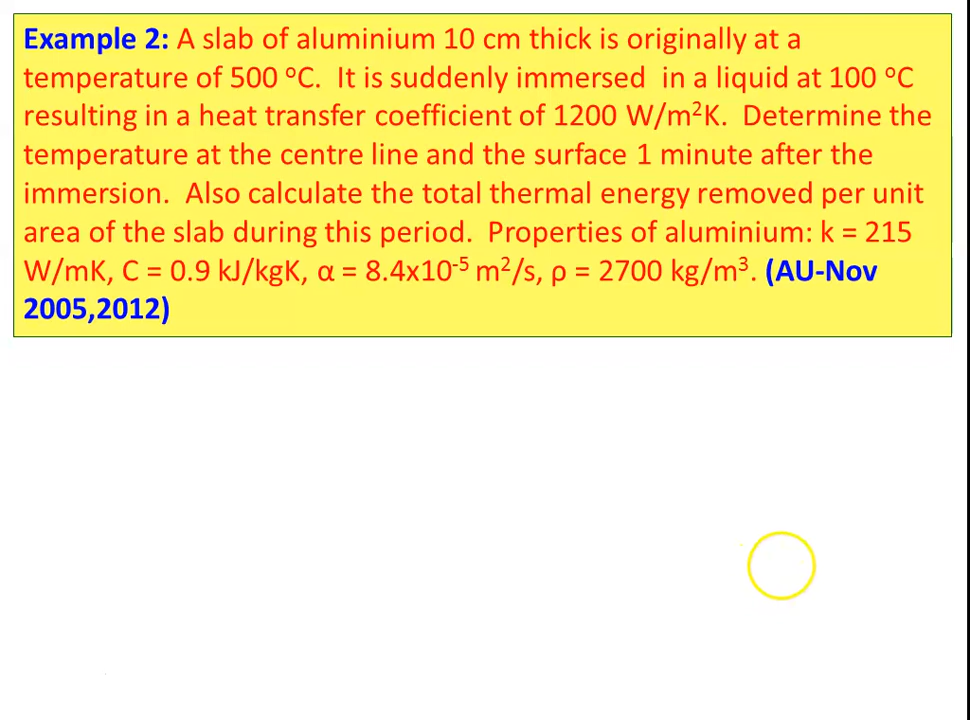 Example 2: A slab of aluminium 10 cm thick is originally at a
temperature of 500 ᵒC. It is suddenly immersed in a liquid at 100 ᵒC
resulting in a heat transfer coefficient of 1200 W/m²K. Determine the
temperature at the centre line and the surface 1 minute after the
immersion. Also calculate the total thermal energy removed per unit
area of the slab during this period. Properties of aluminium: k = 215
W/mK, C = 0.9 kJ/kgK, α = 8.4x10⁻⁵ m²/s, ρ = 2700 kg/m³. (AU-Nov
2005,2012)